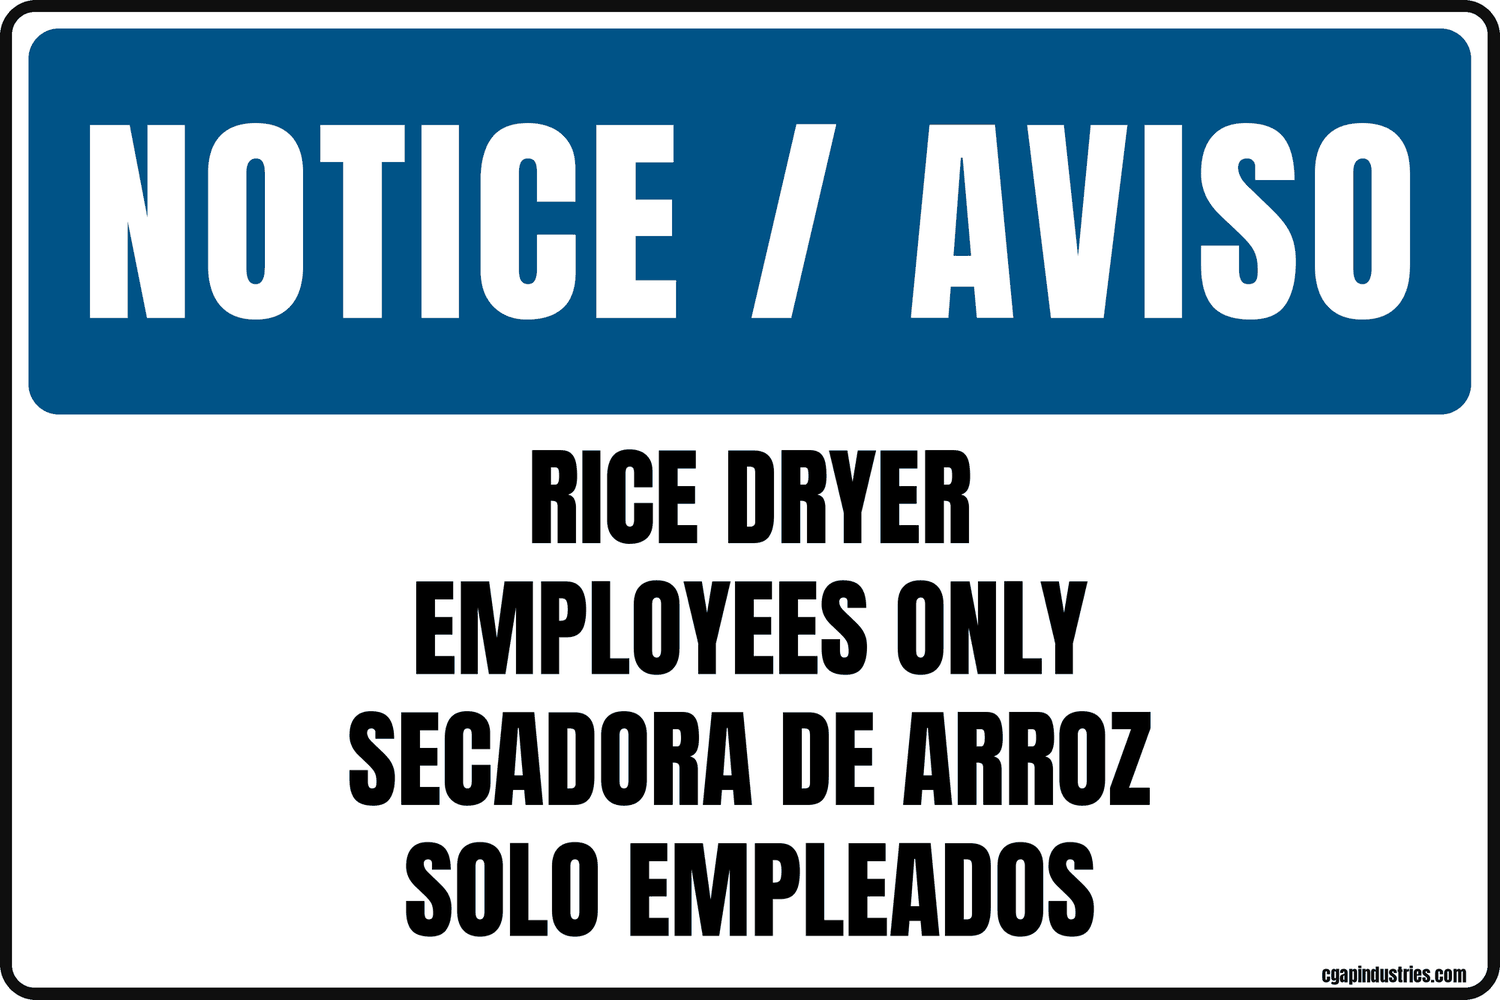 NOTICE / AVISO
RICE DRYER
EMPLOYEES ONLY
SECADORA DE ARROZ
SOLO EMPLEADOS
cgapindustries.com